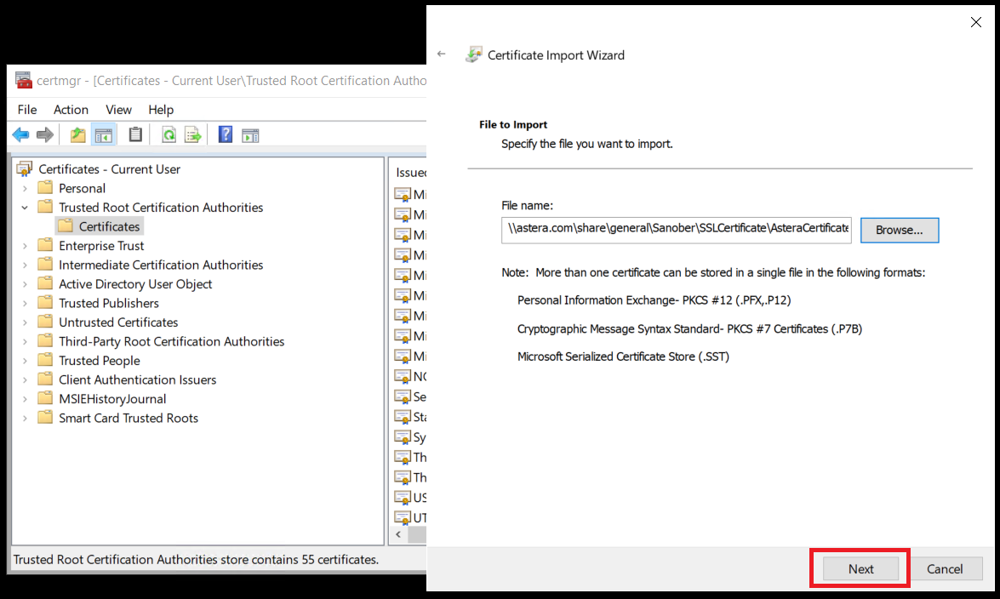 certmgr - [Certificates - Current User\Trusted Root Certification Autho
File Action View Help
Certificates - Current User
Personal
Trusted Root Certification Authorities
Certificates
Enterprise Trust
Intermediate Certification Authorities
Active Directory User Object
Trusted Publishers
Untrusted Certificates
Third-Party Root Certification Authorities
Trusted People
Client Authentication Issuers
MSIEHistoryJournal
Smart Card Trusted Roots
Issued
Mi
Mi
Mi
Mi
Mi
Mi
Mi
Mi
Mi
NO
Se
Sta
Sy
Th
Th
US
UT
Trusted Root Certification Authorities store contains 55 certificates.
Certificate Import Wizard
File to Import
Specify the file you want to import.
File name:
\\astera.com\share\general\Sanober\SSLCertificate\AsteraCertificate
Browse...
Note: More than one certificate can be stored in a single file in the following formats:
Personal Information Exchange- PKCS #12 (.PFX,.P12)
Cryptographic Message Syntax Standard- PKCS #7 Certificates (.P7B)
Microsoft Serialized Certificate Store (.SST)
Next Cancel